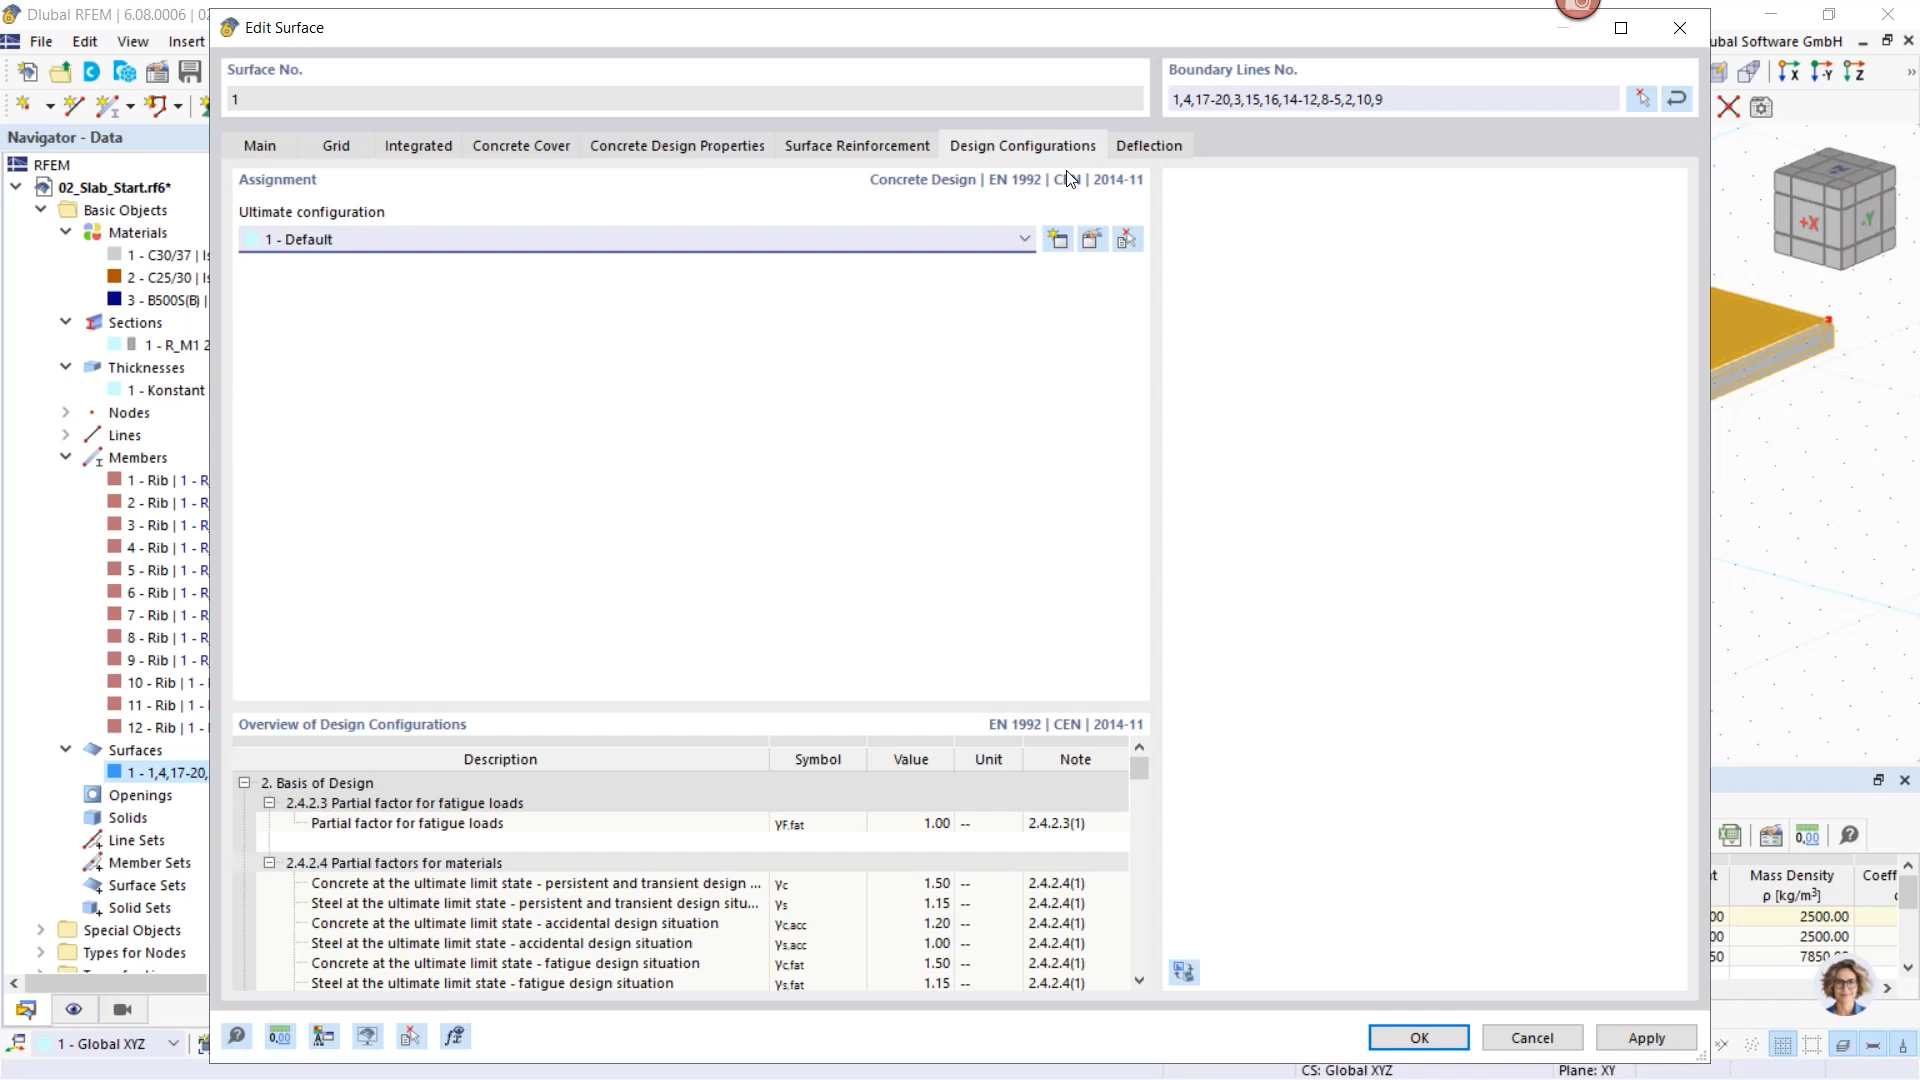 Dlubal RFEM | 6.08.0006 | 02
File Edit View Insert
ubal Software GmbH
Navigator - Data
RFEM
02_Slab_Start.rf6*
Basic Objects
Materials
1 - C30/37 | Is
2 - C25/30 | Is
3 - B500S(B) |
Sections
1 - R_M1 2
Thicknesses
1 - Konstant
Nodes
Lines
Members
1 - Rib | 1 - R
2 - Rib | 1 - R
3 - Rib | 1 - R
4 - Rib | 1 - R
5 - Rib | 1 - R
6 - Rib | 1 - R
7 - Rib | 1 - R
8 - Rib | 1 - R
9 - Rib | 1 - R
10 - Rib | 1 -
11 - Rib | 1 -
12 - Rib | 1 -
Surfaces
1 - 1,4,17-20,
Openings
Solids
Line Sets
Member Sets
Surface Sets
Solid Sets
Special Objects
Types for Nodes
1 - Global XYZ
Edit Surface
Surface No.
1
Boundary Lines No.
1,4,17-20,3,15,16,14-12,8-5,2,10,9
Main Grid Integrated Concrete Cover Concrete Design Properties Surface Reinforcement Design Configurations Deflection
Assignment
Concrete Design | EN 1992 | CEN | 2014-11
Ultimate configuration
1 - Default
Overview of Design Configurations
EN 1992 | CEN | 2014-11
Description Symbol Value Unit Note
2. Basis of Design
2.4.2.3 Partial factor for fatigue loads
Partial factor for fatigue loads γF,fat 1.00 -- 2.4.2.3(1)
2.4.2.4 Partial factors for materials
Concrete at the ultimate limit state - persistent and transient design ... γc 1.50 -- 2.4.2.4(1)
Steel at the ultimate limit state - persistent and transient design situ... γs 1.15 -- 2.4.2.4(1)
Concrete at the ultimate limit state - accidental design situation γc,acc 1.20 -- 2.4.2.4(1)
Steel at the ultimate limit state - accidental design situation γs,acc 1.00 -- 2.4.2.4(1)
Concrete at the ultimate limit state - fatigue design situation γc,fat 1.50 -- 2.4.2.4(1)
Steel at the ultimate limit state - fatigue design situation γs,fat 1.15 -- 2.4.2.4(1)
OK Cancel Apply
+X -Y
X -Y Z
0,00
Mass Density
ρ [kg/m³]
Coeff
00 2500.00
00 2500.00
50 7850
CS: Global XYZ
Plane: XY